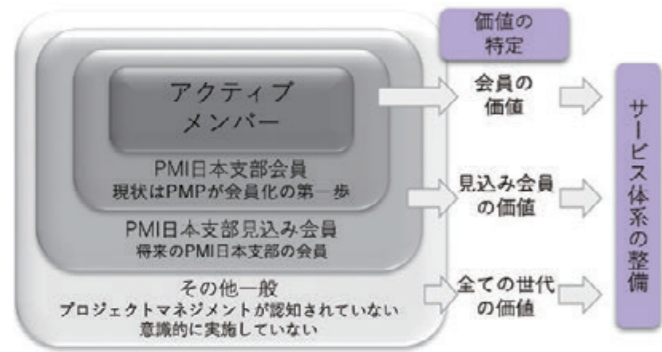 価値の
特定
アクティブ
メンバー
PMI日本支部会員
現状はPMPが会員化の第一歩
PMI日本支部見込み会員
将来のPMI日本支部の会員
その他一般
プロジェクトマネジメントが認知されていない
意識的に実施していない
会員の
価値
見込み会員
の価値
全ての世代
の価値
サービス体系の整備